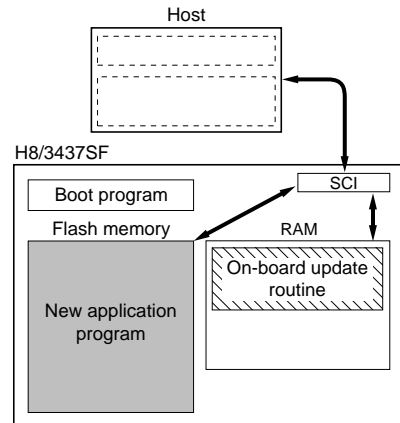 Host
H8/3437SF
SCI
Boot program
Flash memory
RAM
On-board update
routine
New application
program